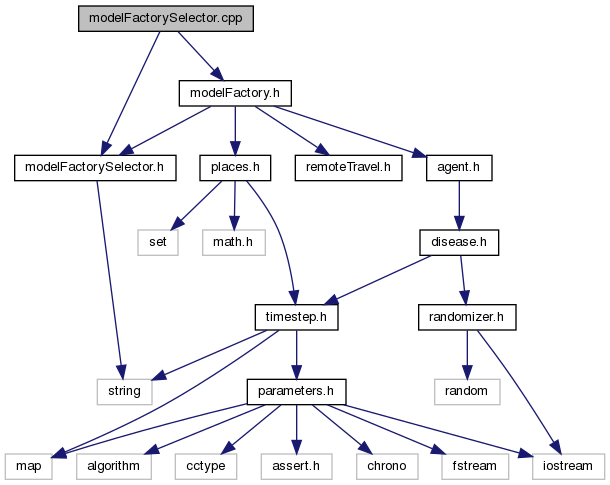 modelFactorySelector.cpp
modelFactory.h
modelFactorySelector.h
places.h
remoteTravel.h
agent.h
set
math.h
disease.h
timestep.h
randomizer.h
string
parameters.h
random
map
algorithm
cctype
assert.h
chrono
fstream
iostream